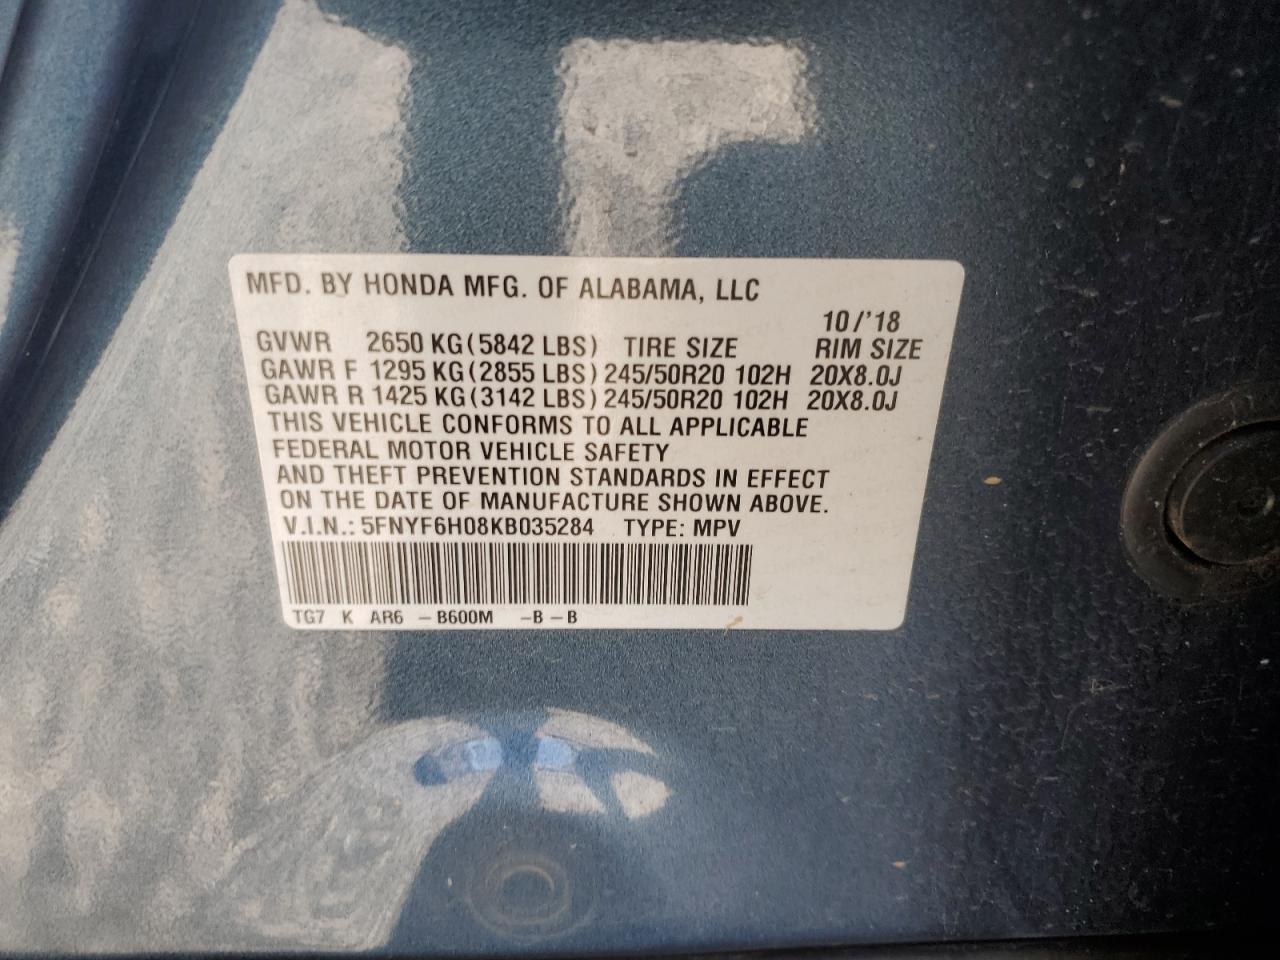 MFD. BY HONDA MFG. OF ALABAMA, LLC
10/'18
GVWR 2650 KG(5842 LBS) TIRE SIZE RIM SIZE
GAWR F 1295 KG(2855 LBS) 245/50R20 102H 20X8.0J
GAWR R 1425 KG(3142 LBS) 245/50R20 102H 20X8.0J
THIS VEHICLE CONFORMS TO ALL APPLICABLE
FEDERAL MOTOR VEHICLE SAFETY
AND THEFT PREVENTION STANDARDS IN EFFECT
ON THE DATE OF MANUFACTURE SHOWN ABOVE.
V.I.N.: 5FNYF6H08KB035284 TYPE: MPV
TG7 K AR6 -B600M -B-B